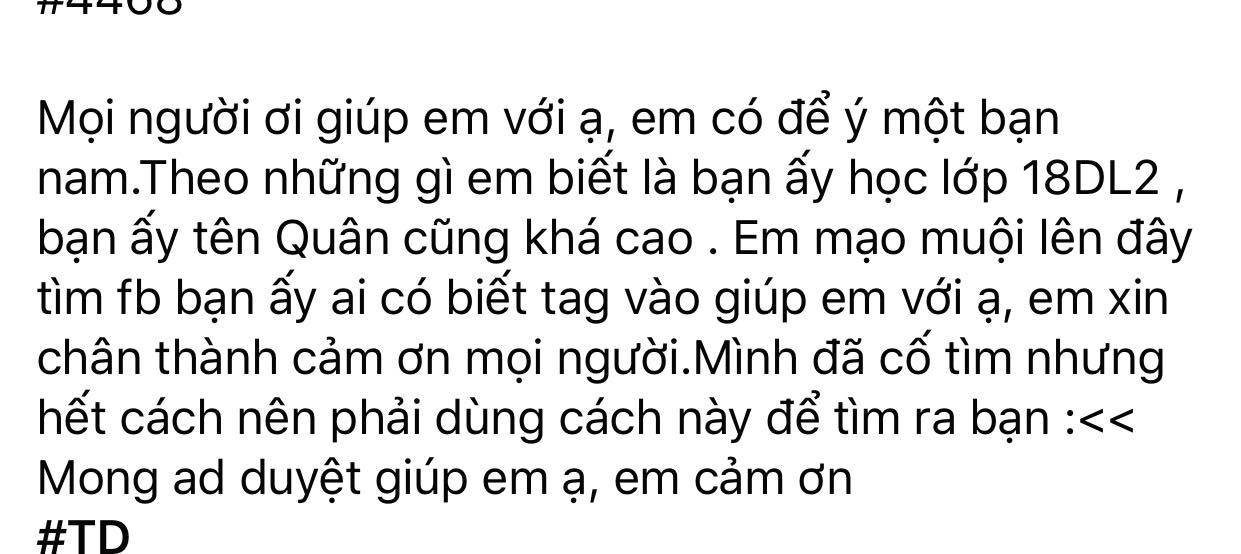 #4468
Mọi người ơi giúp em với ạ, em có để ý một bạn
nam.Theo những gì em biết là bạn ấy học lớp 18DL2 ,
bạn ấy tên Quân cũng khá cao . Em mạo muội lên đây
tìm fb bạn ấy ai có biết tag vào giúp em với ạ, em xin
chân thành cảm ơn mọi người.Mình đã cố tìm nhưng
hết cách nên phải dùng cách này để tìm ra bạn :<<
Mong ad duyệt giúp em ạ, em cảm ơn
#TD